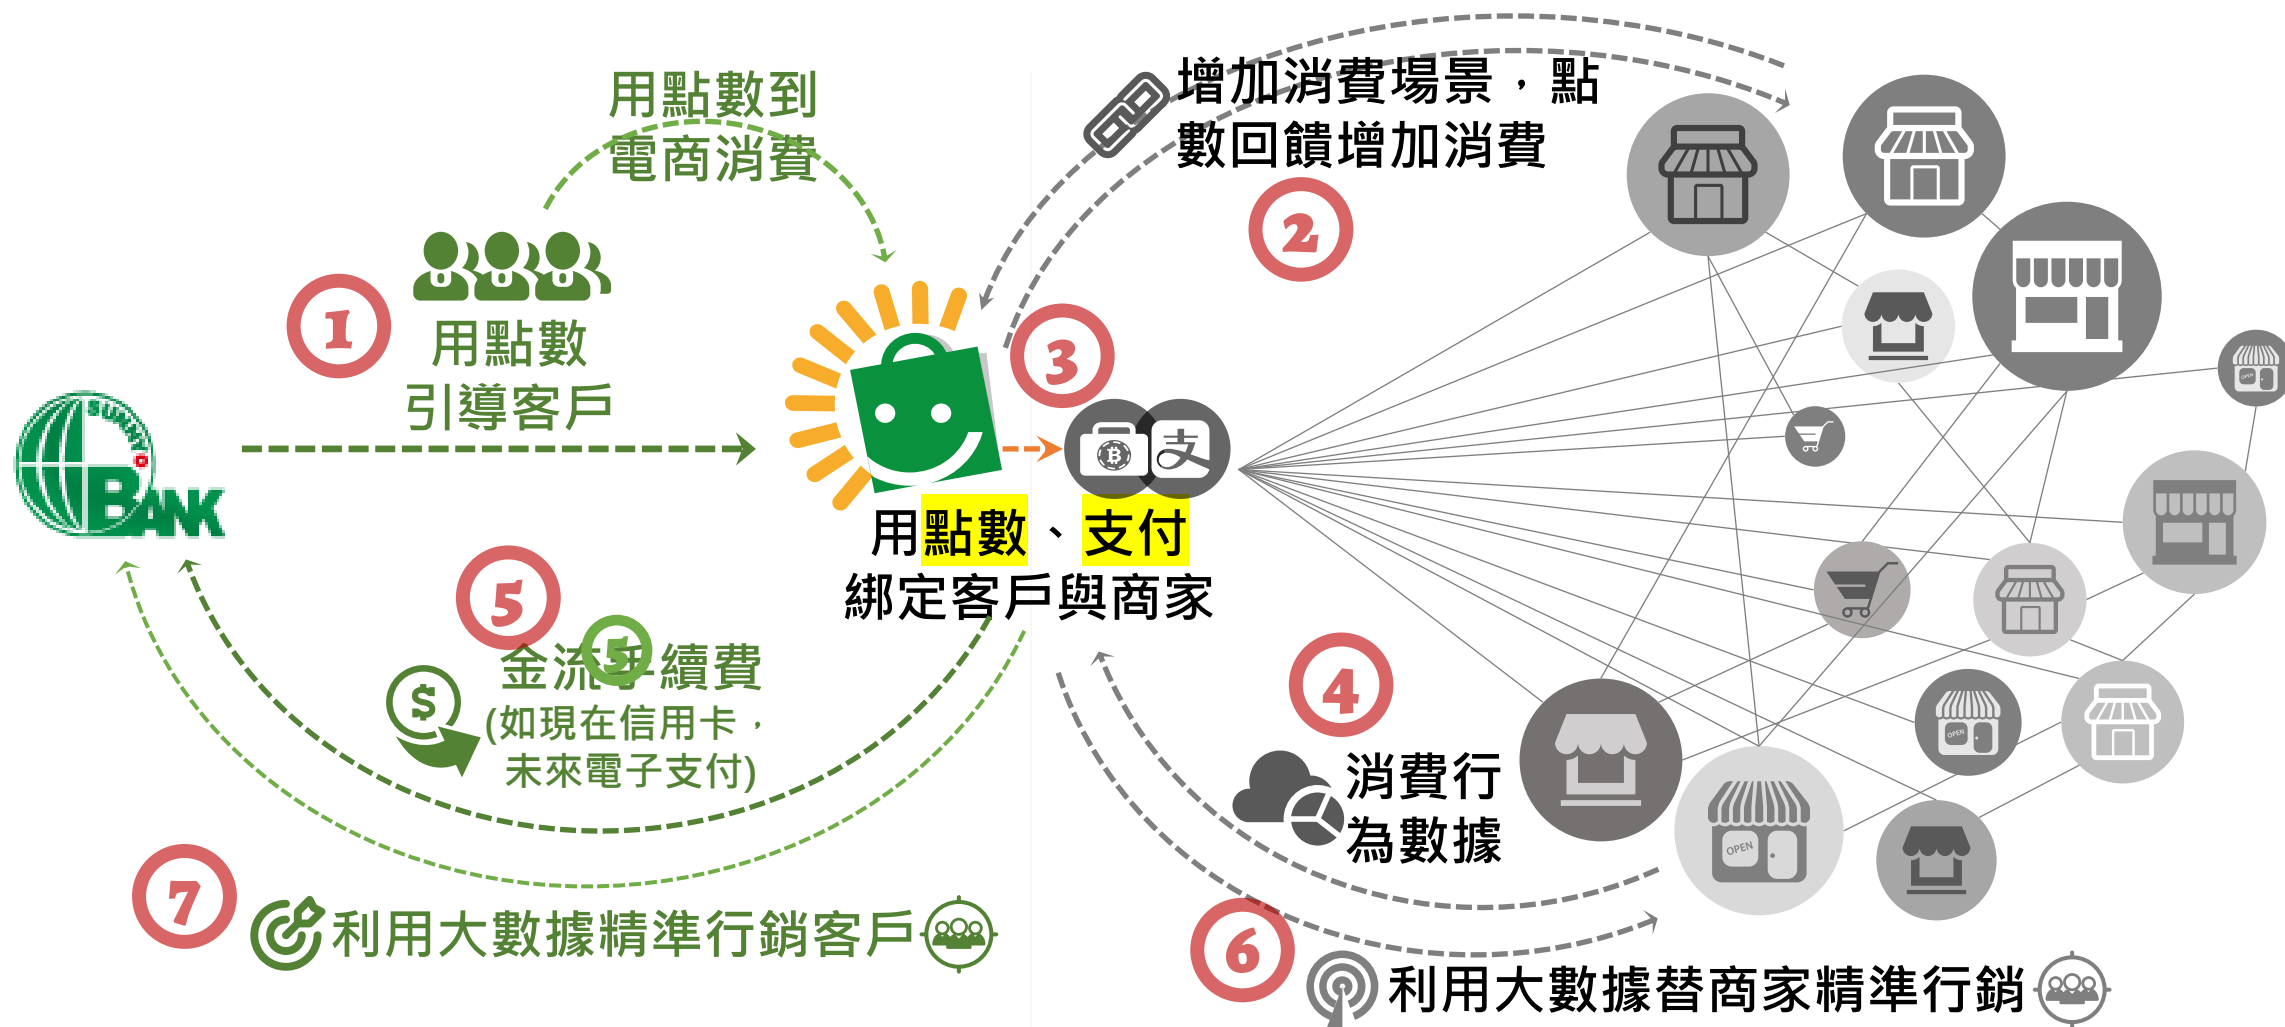 用點數到
電商消費
增加消費場景，點
數回饋增加消費
2
1
用點數
引導客戶
3
SUNNY
BANK
支
用點數、支付
綁定客戶與商家
5
5
金流手續費
(如現在信用卡，
未來電子支付)
4
消費行
為數據
OPEN
OPEN
OPEN
7
利用大數據精準行銷客戶
6
利用大數據替商家精準行銷